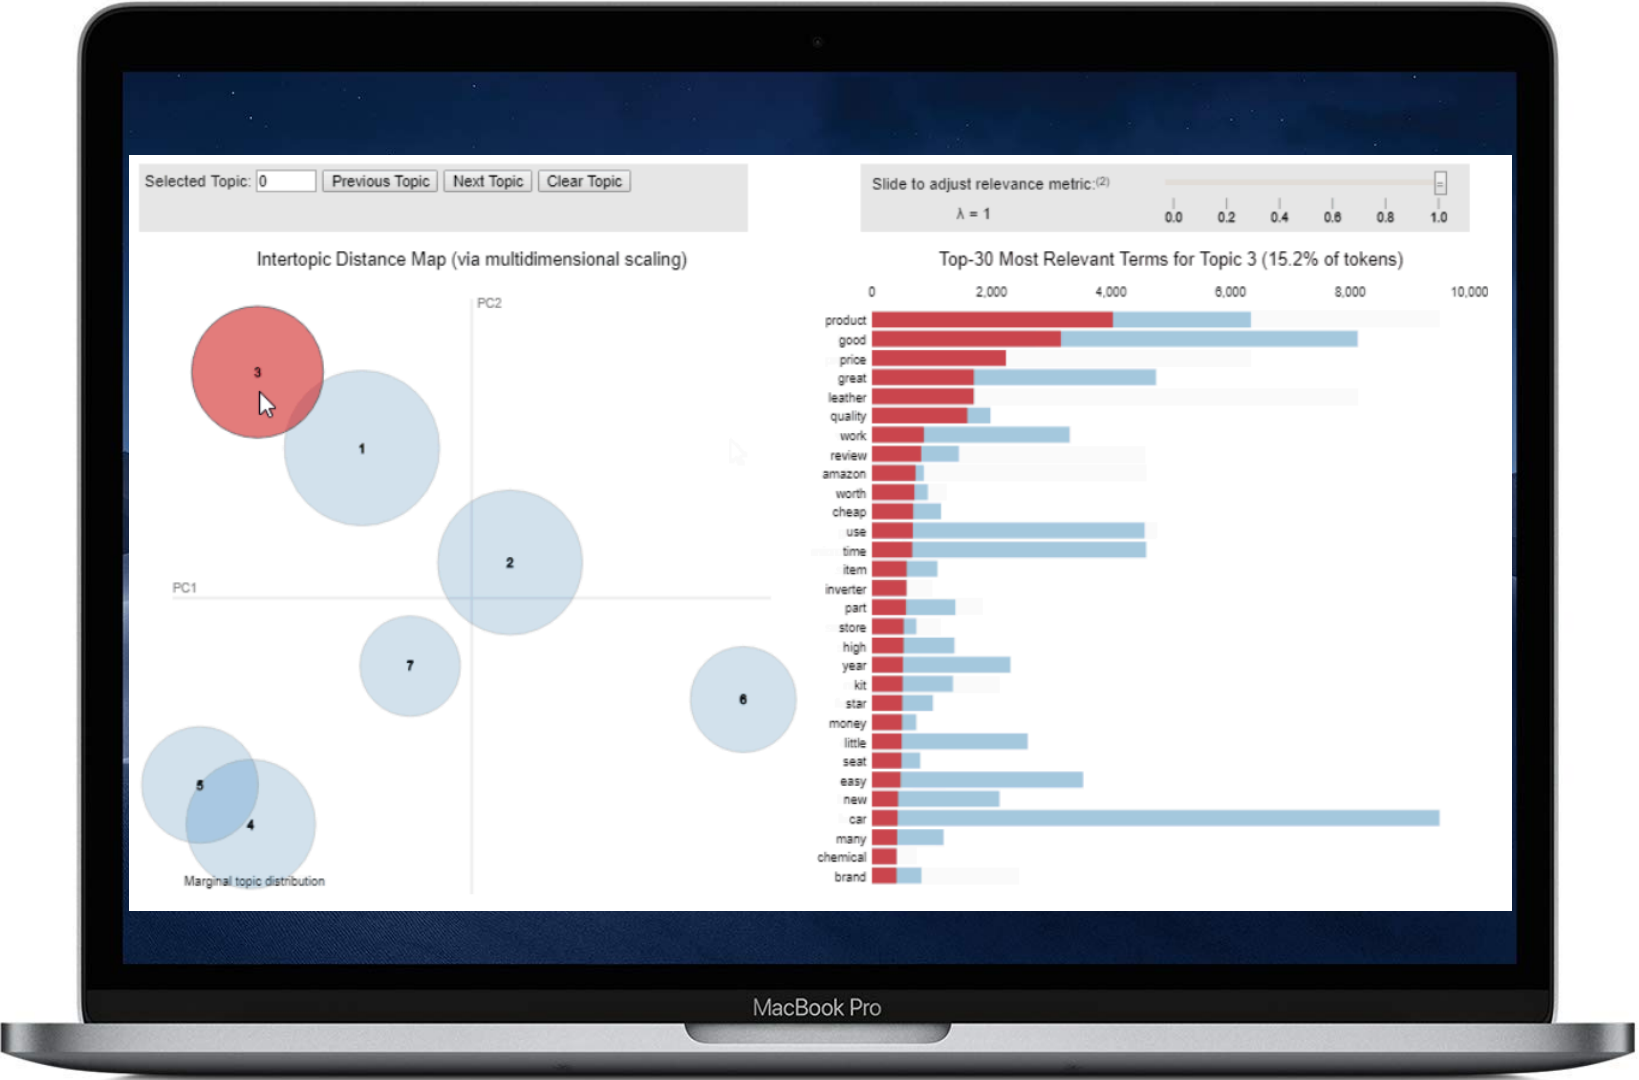 Selected Topic: 0 Previous Topic Next Topic Clear Topic
Slide to adjust relevance metric:(2)
λ = 1
0.0 0.2 0.4 0.6 0.8 1.0
Intertopic Distance Map (via multidimensional scaling)
PC2
PC1
3
1
2
7
6
5
4
Marginal topic distribution
Top-30 Most Relevant Terms for Topic 3 (15.2% of tokens)
0 2,000 4,000 6,000 8,000 10,000
product
good
price
great
leather
quality
work
review
amazon
worth
cheap
use
time
item
inverter
part
store
high
year
kit
star
money
little
seat
easy
new
car
many
chemical
brand
MacBook Pro